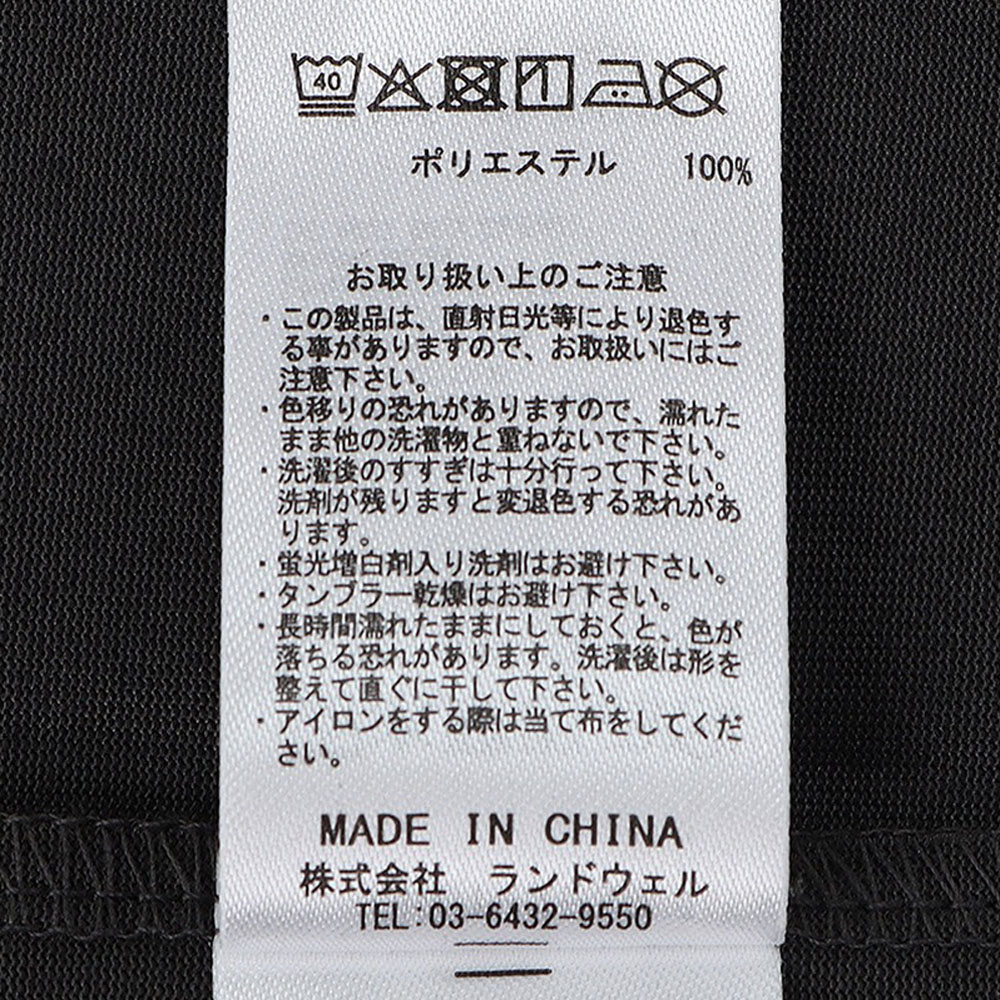 40
ポリエステル 100%
お取り扱い上のご注意
・この製品は、直射日光等により退色す
る事がありますので、お取扱いにはご
注意下さい。
・色移りの恐れがありますので、濡れた
まま他の洗濯物と重ねないで下さい。
・洗濯後のすすぎは十分行って下さい。
洗剤が残りますと変退色する恐れがあ
ります。
・蛍光増白剤入り洗剤はお避け下さい。
・タンブラー乾燥はお避け下さい。
・長時間濡れたままにしておくと、色が
落ちる恐れがあります。洗濯後は形を
整えて直ぐに干して下さい。
・アイロンをする際は当て布をしてくだ
さい。
MADE IN CHINA
株式会社 ランドウェル
TEL:03-6432-9550